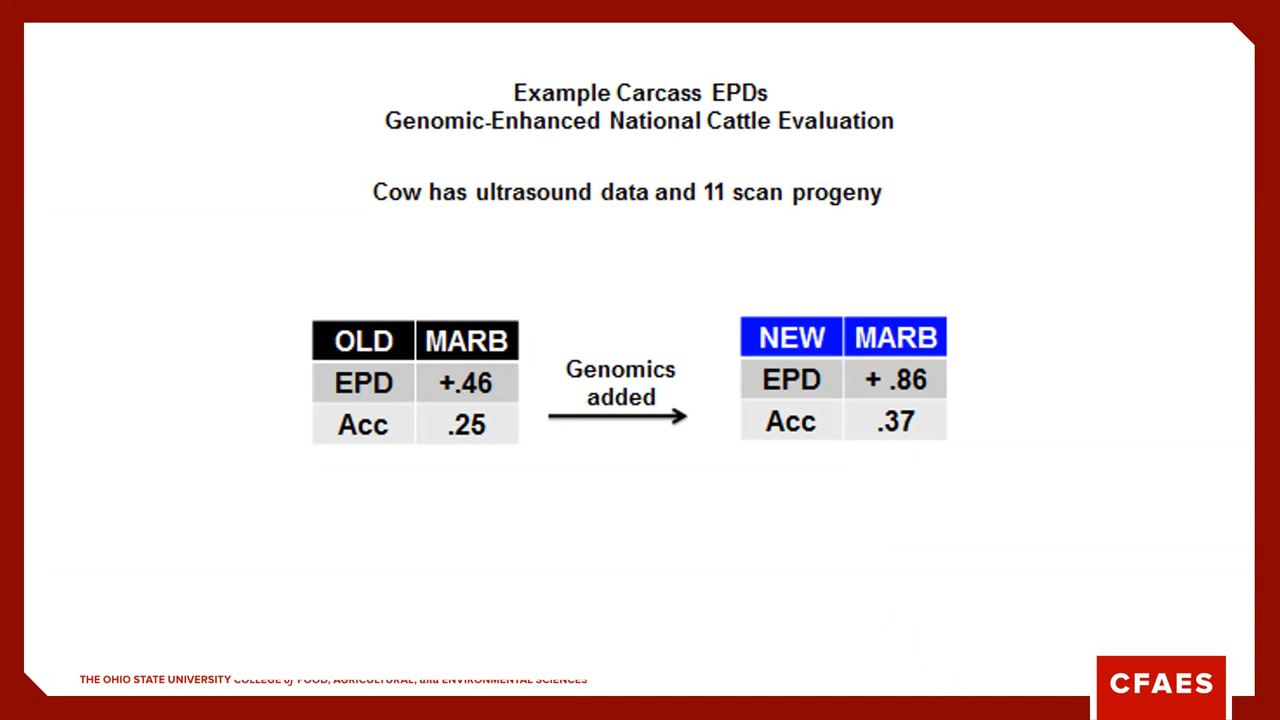 Example Carcass EPDs
Genomic-Enhanced National Cattle Evaluation
Cow has ultrasound data and 11 scan progeny
OLD MARB
EPD +.46
Acc .25
Genomics
added
NEW MARB
EPD + .86
Acc .37
THE OHIO STATE UNIVERSITY COLLEGE of FOOD, AGRICULTURAL, and ENVIRONMENTAL SCIENCES
CFAES